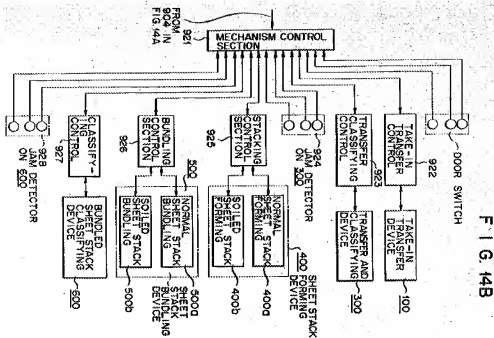 F I G. 14B
FROM
904 IN
FIG. 14A
921
MECHANISM CONTROL
SECTION
DOOR SWITCH
922
TAKE-IN TRANSFER
CONTROL
TAKE-IN
TRANSFER
DEVICE
100
923
TRANSFER CLASSIFYING
CONTROL
TRANSFER AND
CLASSIFYING
DEVICE
300
924
JAM DETECTOR
ON 300
925
STACKING CONTROL
SECTION
SHEET STACK
FORMING DEVICE
400
NORMAL
SHEET STACK
FORMING
400a
SOILED
SHEET STACK
FORMING
400b
926
BUNDLING CONTROL
SECTION
500
NORMAL
SHEET STACK
BUNDLING
500a
SOILED
SHEET STACK
BUNDLING
500b
SHEET
STACK
BUNDLING
DEVICE
927
CLASSIFY-
ING
CONTROL
BUNDLED
SHEET STACK
CLASSIFYING
DEVICE
600
928
JAM DETECTOR
ON 600